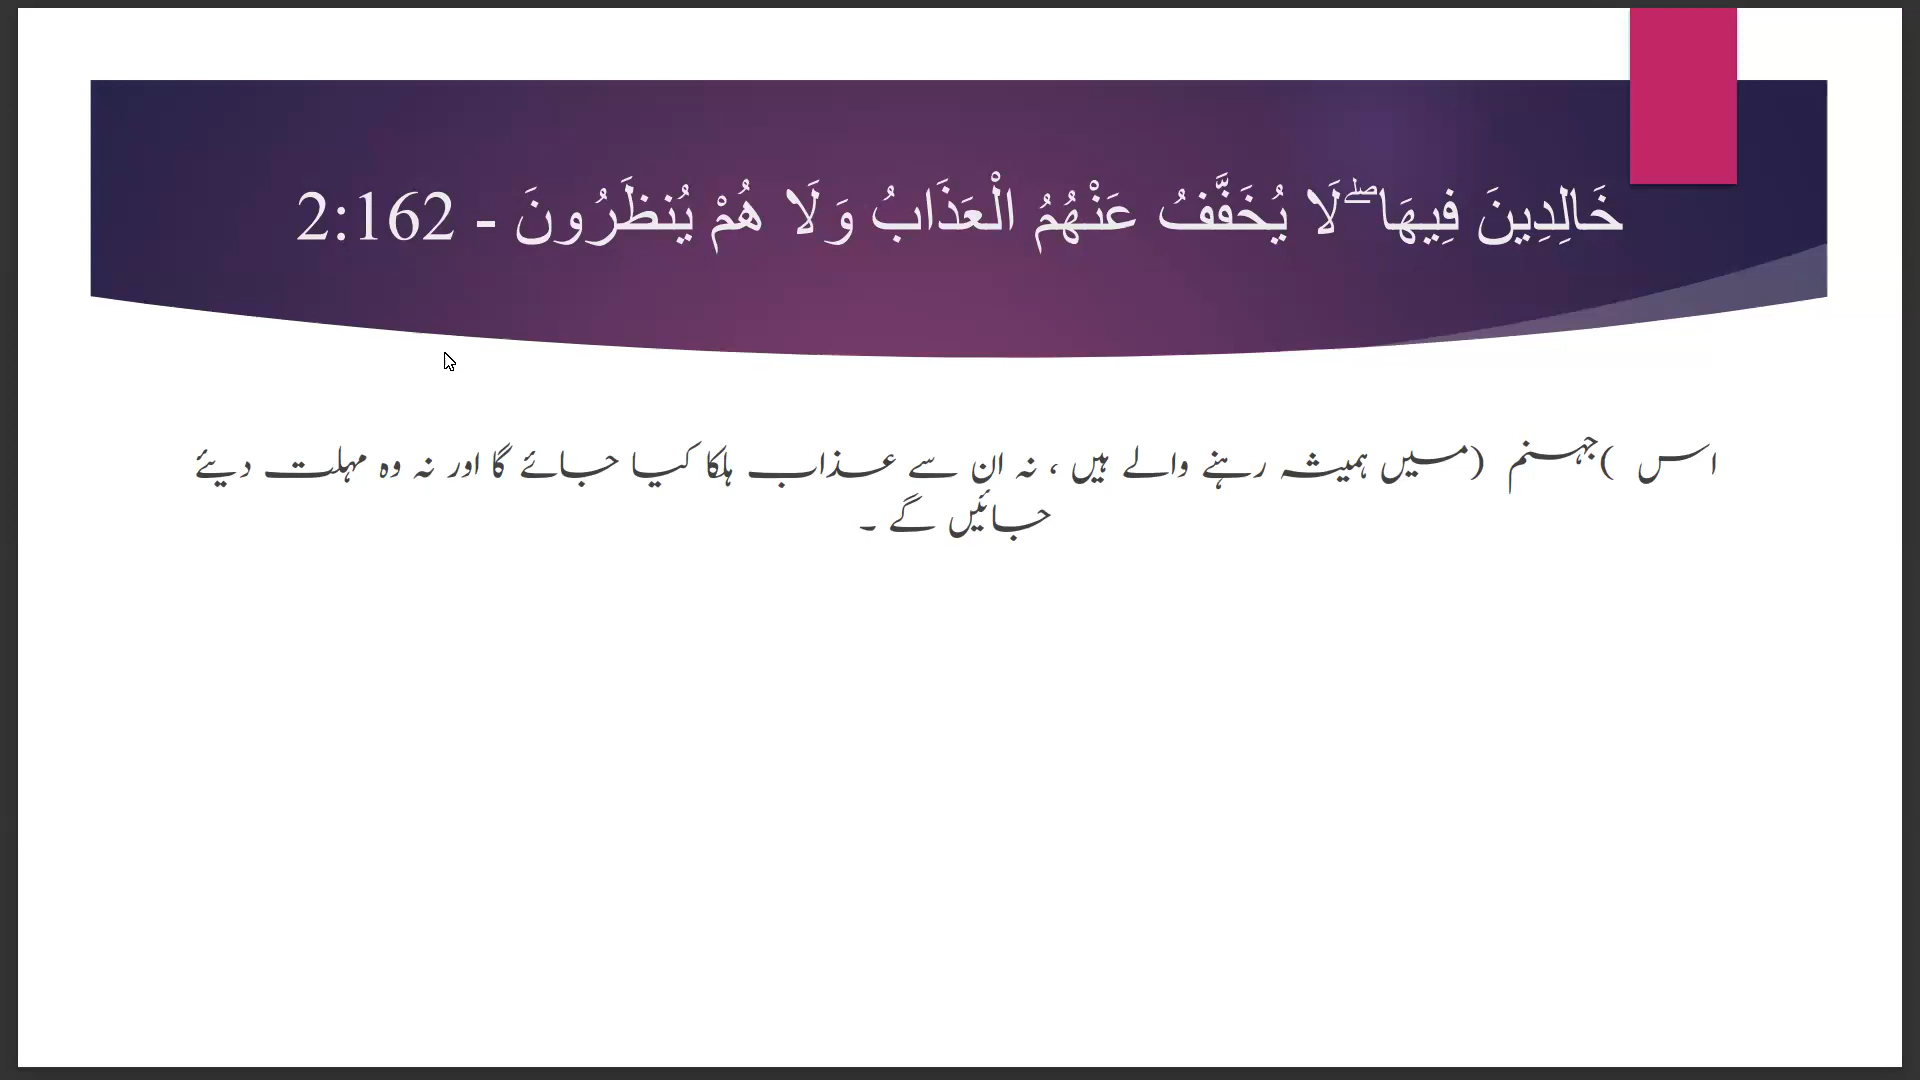 خَالِدِينَ فِيهَا ۖ لَا يُخَفَّفُ عَنْهُمُ الْعَذَابُ وَلَا هُمْ يُنظَرُونَ - 2:162
اس )جہنم (میں ہمیشہ رہنے والے ہیں ، نہ ان سے عذاب ہلکا کیا جائے گا اور نہ وہ مہلت دیئے
جائیں گے ۔